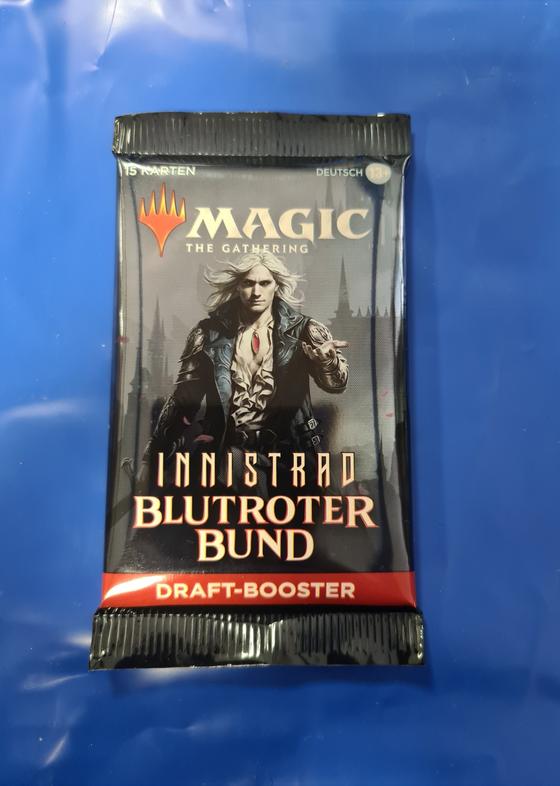 15 KARTEN
DEUTSCH 13+
MAGIC
THE GATHERING
INNISTRAD
BLUTROTER
BUND
DRAFT-BOOSTER